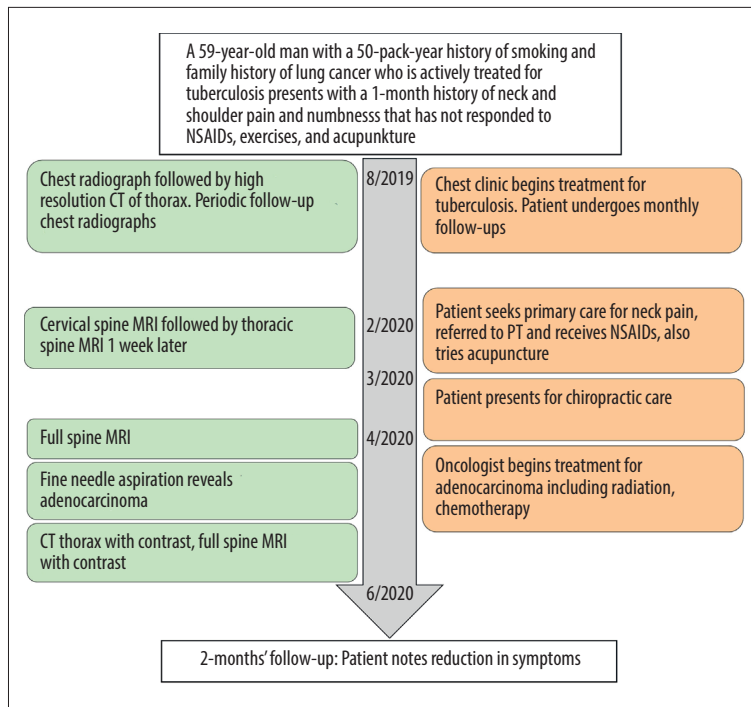 A 59-year-old man with a 50-pack-year history of smoking and
family history of lung cancer who is actively treated for
tuberculosis presents with a 1-month history of neck and
shoulder pain and numbnesss that has not responded to
NSAIDs, exercises, and acupunkture
8/2019
Chest radiograph followed by high
resolution CT of thorax. Periodic follow-up
chest radiographs
Chest clinic begins treatment for
tuberculosis. Patient undergoes monthly
follow-ups
2/2020
Cervical spine MRI followed by thoracic
spine MRI 1 week later
Patient seeks primary care for neck pain,
referred to PT and receives NSAIDs, also
tries acupuncture
3/2020
Patient presents for chiropractic care
4/2020
Full spine MRI
Fine needle aspiration reveals
adenocarcinoma
Oncologist begins treatment for
adenocarcinoma including radiation,
chemotherapy
CT thorax with contrast, full spine MRI
with contrast
6/2020
2-months’ follow-up: Patient notes reduction in symptoms